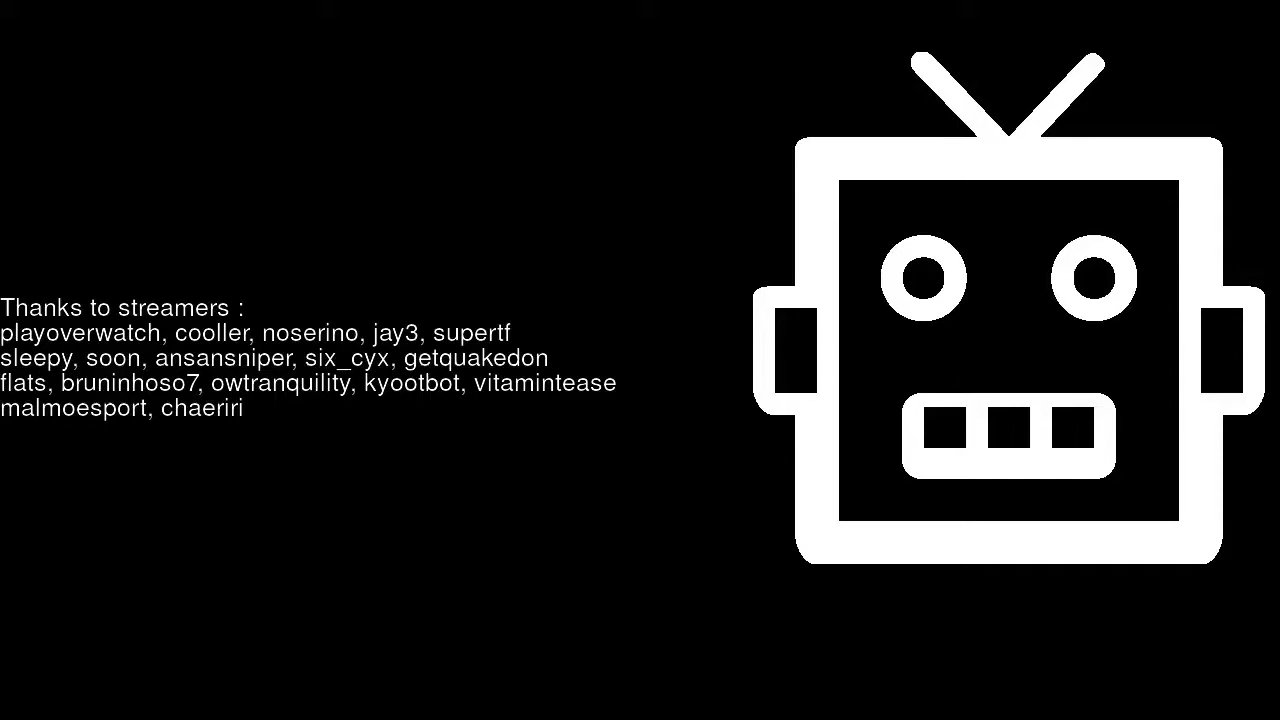 Thanks to streamers :
playoverwatch, cooller, noserino, jay3, supertf
sleepy, soon, ansansniper, six_cyx, getquakedon
flats, bruninhoso7, owtranquility, kyootbot, vitamintease
malmoesport, chaeriri